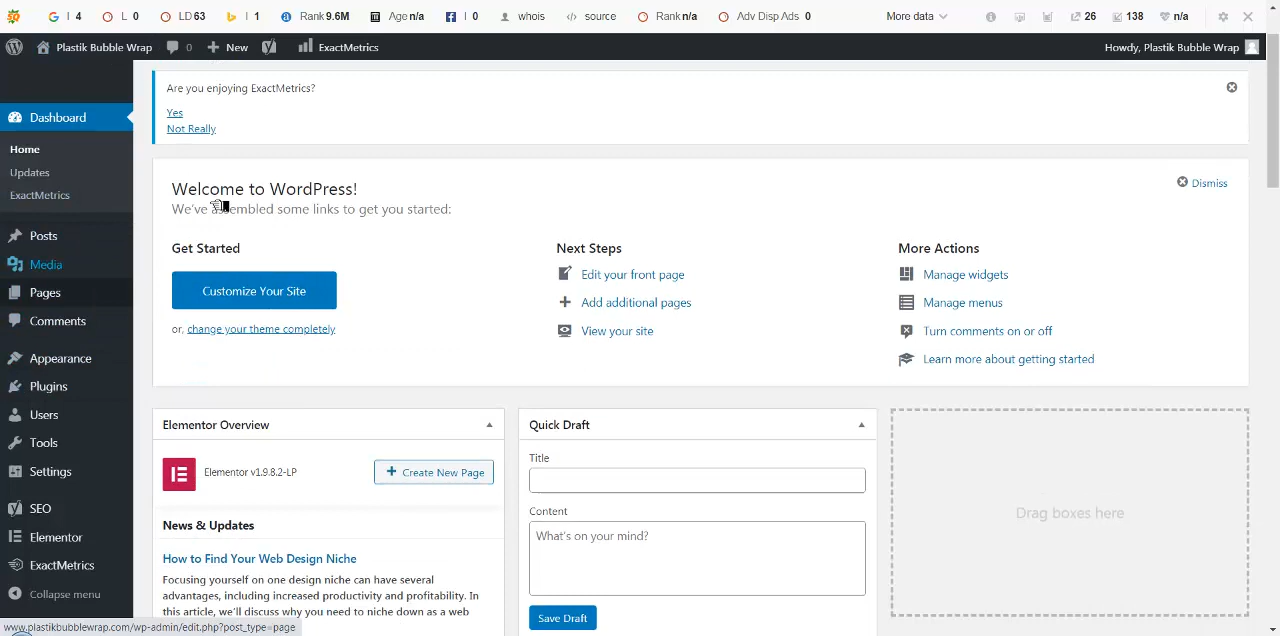 I 4 L 0 LD 63 I 1 Rank 9.6M Age n/a I 0 whois source Rank n/a Adv Disp Ads 0 More data 26 138 n/a
Plastik Bubble Wrap 0 New ExactMetrics Howdy, Plastik Bubble Wrap
Dashboard
Home
Updates
ExactMetrics
Posts
Media
Pages
Comments
Appearance
Plugins
Users
Tools
Settings
SEO
Elementor
ExactMetrics
Collapse menu
Are you enjoying ExactMetrics?
Yes
Not Really
Welcome to WordPress!
We've assembled some links to get you started:
Dismiss
Get Started
Customize Your Site
or, change your theme completely
Next Steps
Edit your front page
Add additional pages
View your site
More Actions
Manage widgets
Manage menus
Turn comments on or off
Learn more about getting started
Elementor Overview
Elementor v1.9.8.2-LP
Create New Page
News & Updates
How to Find Your Web Design Niche
Focusing yourself on one design niche can have several
advantages, including increased productivity and profitability. In
this article, we'll discuss why you need to niche down as a web
Quick Draft
Title
Content
What's on your mind?
Save Draft
Drag boxes here
www.plastikbubblewrap.com/wp-admin/edit.php?post_type=page